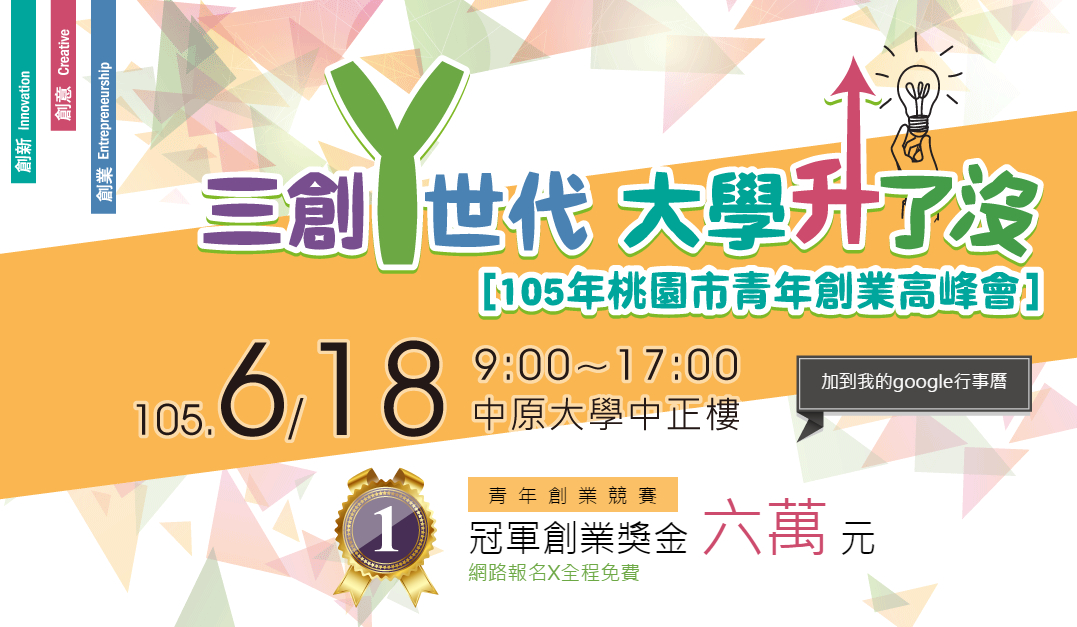 創新 Innovation
創意 Creative
創業 Entrepreneurship
三創Y世代 大學升了沒
[105年桃園市青年創業高峰會]
105.6/18
9:00～17:00
中原大學中正樓
加到我的google行事曆
1
青年創業競賽
冠軍創業獎金 六萬 元
網路報名X全程免費